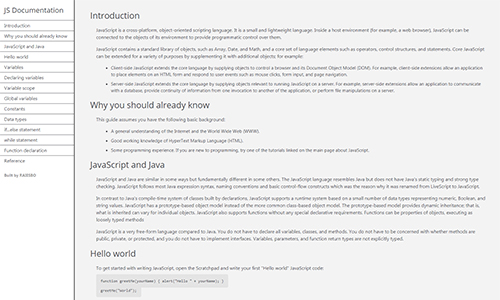 JS Documentation
Introduction
Why you should already know
JavaScript and Java
Hello world
Variables
Declaring variables
Variable scope
Global variables
Constants
Data types
if...else statement
while statement
Function declaration
Reference
Built by
Introduction
JavaScript is a cross-platform, object-oriented scripting language. It is a small and lightweight language. Inside a host environment (for example, a web browser), JavaScript can be
connected to the objects of its environment to provide programmatic control over them.
JavaScript contains a standard library of objects, such as Array, Date, and Math, and a core set of language elements such as operators, control structures, and statements. Core JavaScript
can be extended for a variety of purposes by supplementing it with additional objects; for example:
Client-side JavaScript extends the core language by supplying objects to control a browser and its Document Object Model (DOM). For example, client-side extensions allow an application
to place elements on an HTML form and respond to user events such as mouse clicks, form input, and page navigation.
Server-side JavaScript extends the core language by supplying objects relevant to running JavaScript on a server. For example, server-side extensions allow an application to communicate
with a database, provide continuity of information from one invocation to another of the application, or perform file manipulations on a server.
Why you should already know
This guide assumes you have the following basic background:
A general understanding of the Internet and the World Wide Web (WWW).
Good working knowledge of HyperText Markup Language (HTML).
Some programming experience. If you are new to programming, try one of the tutorials linked on the main page about JavaScript.
JavaScript and Java
JavaScript and Java are similar in some ways but fundamentally different in some others. The JavaScript language resembles Java but does not have Java's static typing and strong type
checking. JavaScript follows most Java expression syntax, naming conventions and basic control-flow constructs which was the reason why it was renamed from LiveScript to JavaScript.
In contrast to Java's compile-time system of classes built by declarations, JavaScript supports a runtime system based on a small number of data types representing numeric, Boolean, and
string values. JavaScript has a prototype-based object model instead of the more common class-based object model. The prototype-based model provides dynamic inheritance; that is,
what is inherited can vary for individual objects. JavaScript also supports functions without any special declarative requirements. Functions can be properties of objects, executing as
loosely typed methods
JavaScript is a very free-form language compared to Java. You do not have to declare all variables, classes, and methods. You do not have to be concerned with whether methods are
public, private, or protected, and you do not have to implement interfaces. Variables, parameters, and function return types are not explicitly typed.
Hello world
To get started with writing JavaScript, open the Scratchpad and write your first "Hello world" JavaScript code:
function greetMe(yourName) { alert("Hello " + yourName); }
greetMe("World");